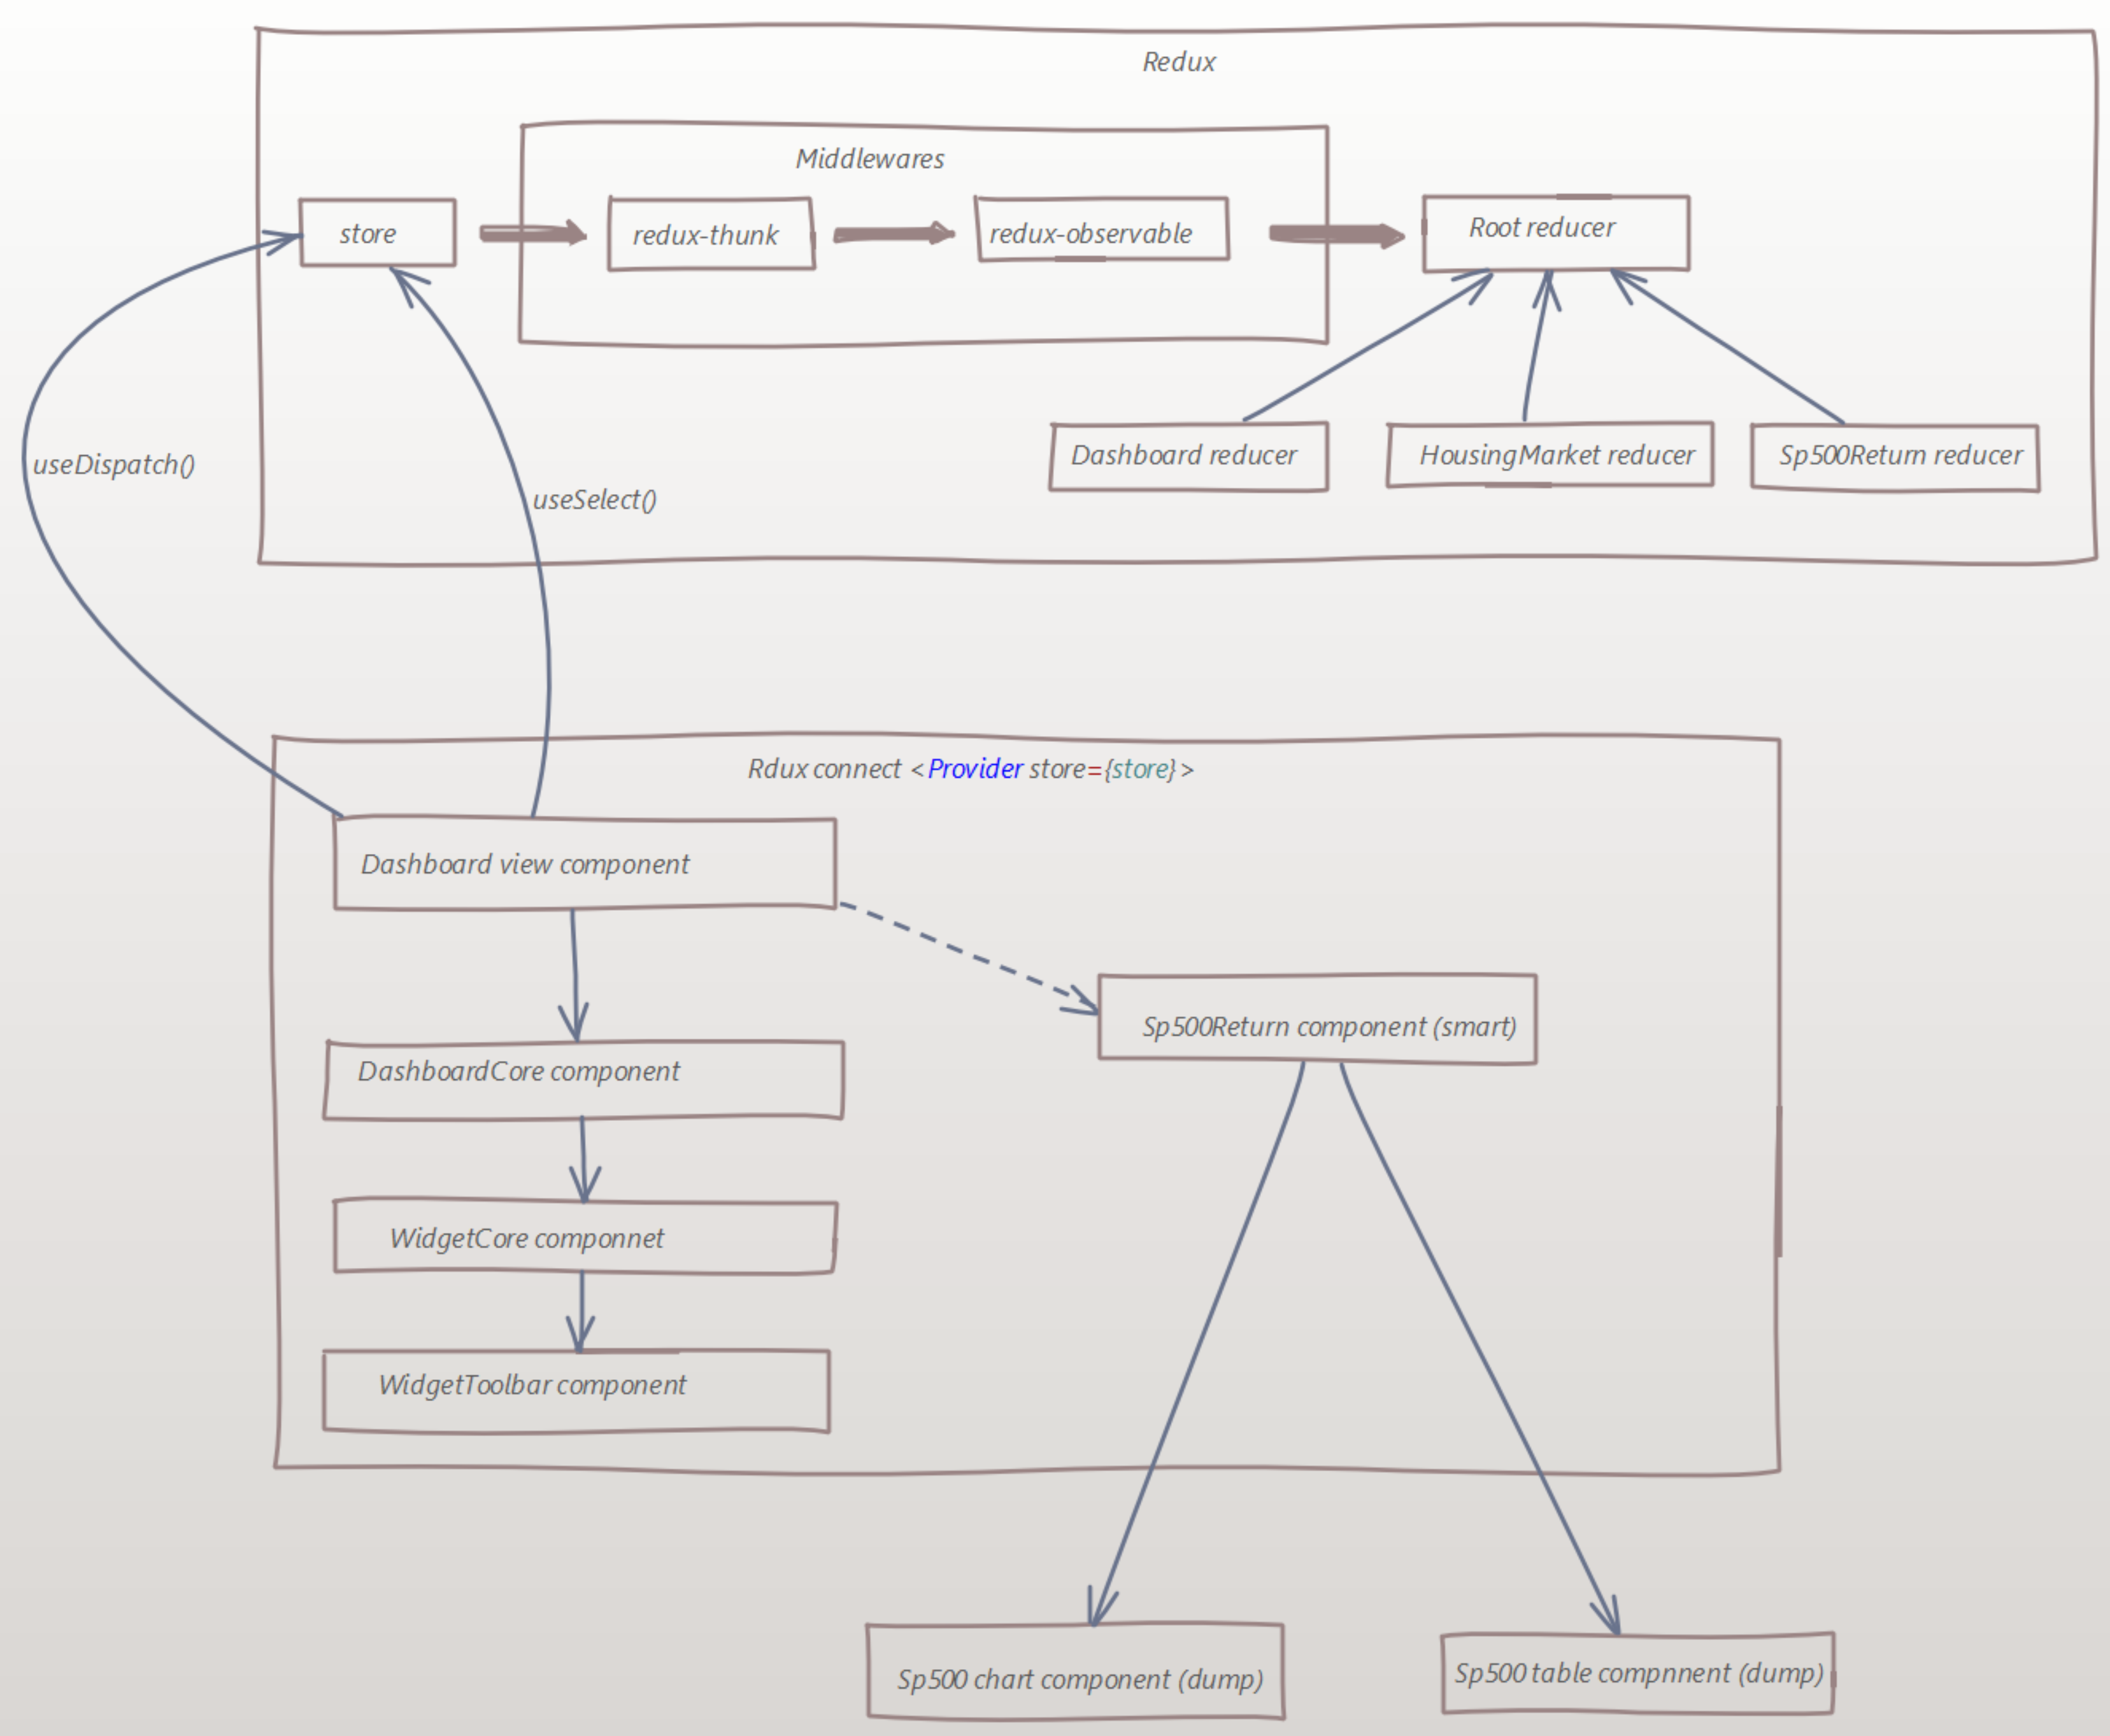 Redux
Middlewares
store
redux-thunk
redux-observable
Root reducer
Dashboard reducer
HousingMarket reducer
Sp500Return reducer
useDispatch()
useSelect()
Rdux connect <Provider store={store}>
Dashboard view component
Sp500Return component (smart)
DashboardCore component
WidgetCore componnet
WidgetToolbar component
Sp500 chart component (dump)
Sp500 table compnnent (dump)